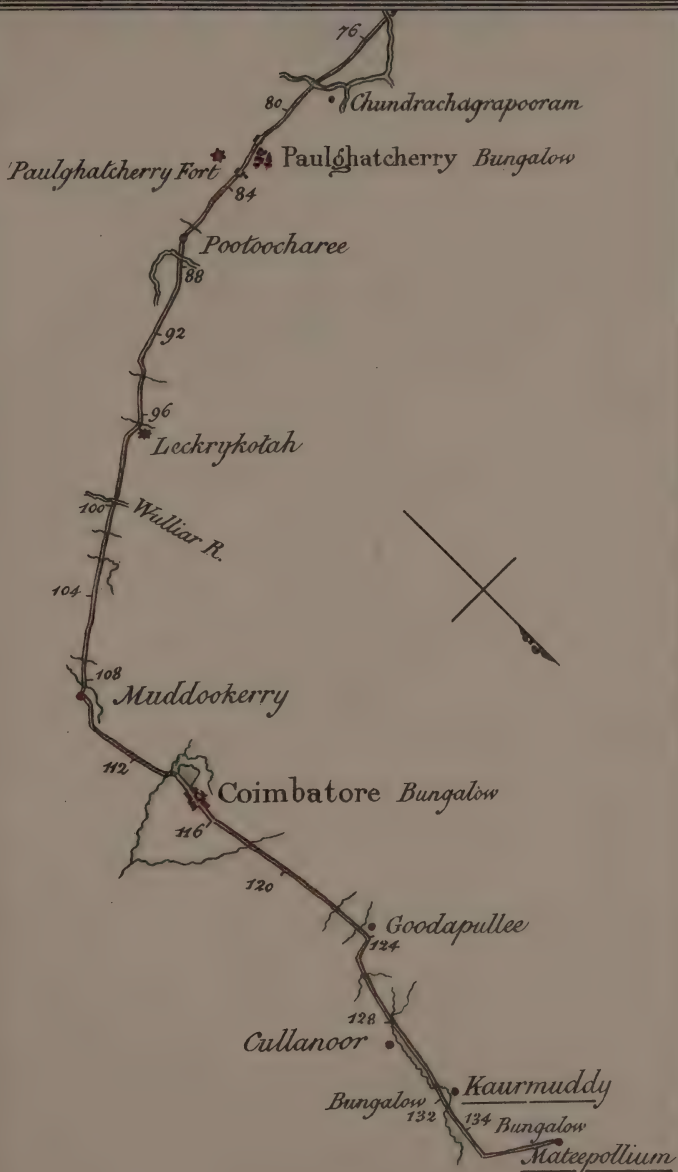 76
80
Chundrachagrapooram
Paulghatcherry Fort
Paulghatcherry Bungalow
84
Pootoocharee
88
92
96
Leckrykotah
100
Wulliar R.
104
108
Muddookerry
112
Coimbatore Bungalow
116
120
Goodapullee
124
128
Cullanoor
Kaurmuddy
Bungalow
132
134
Bungalow
Mateepollium